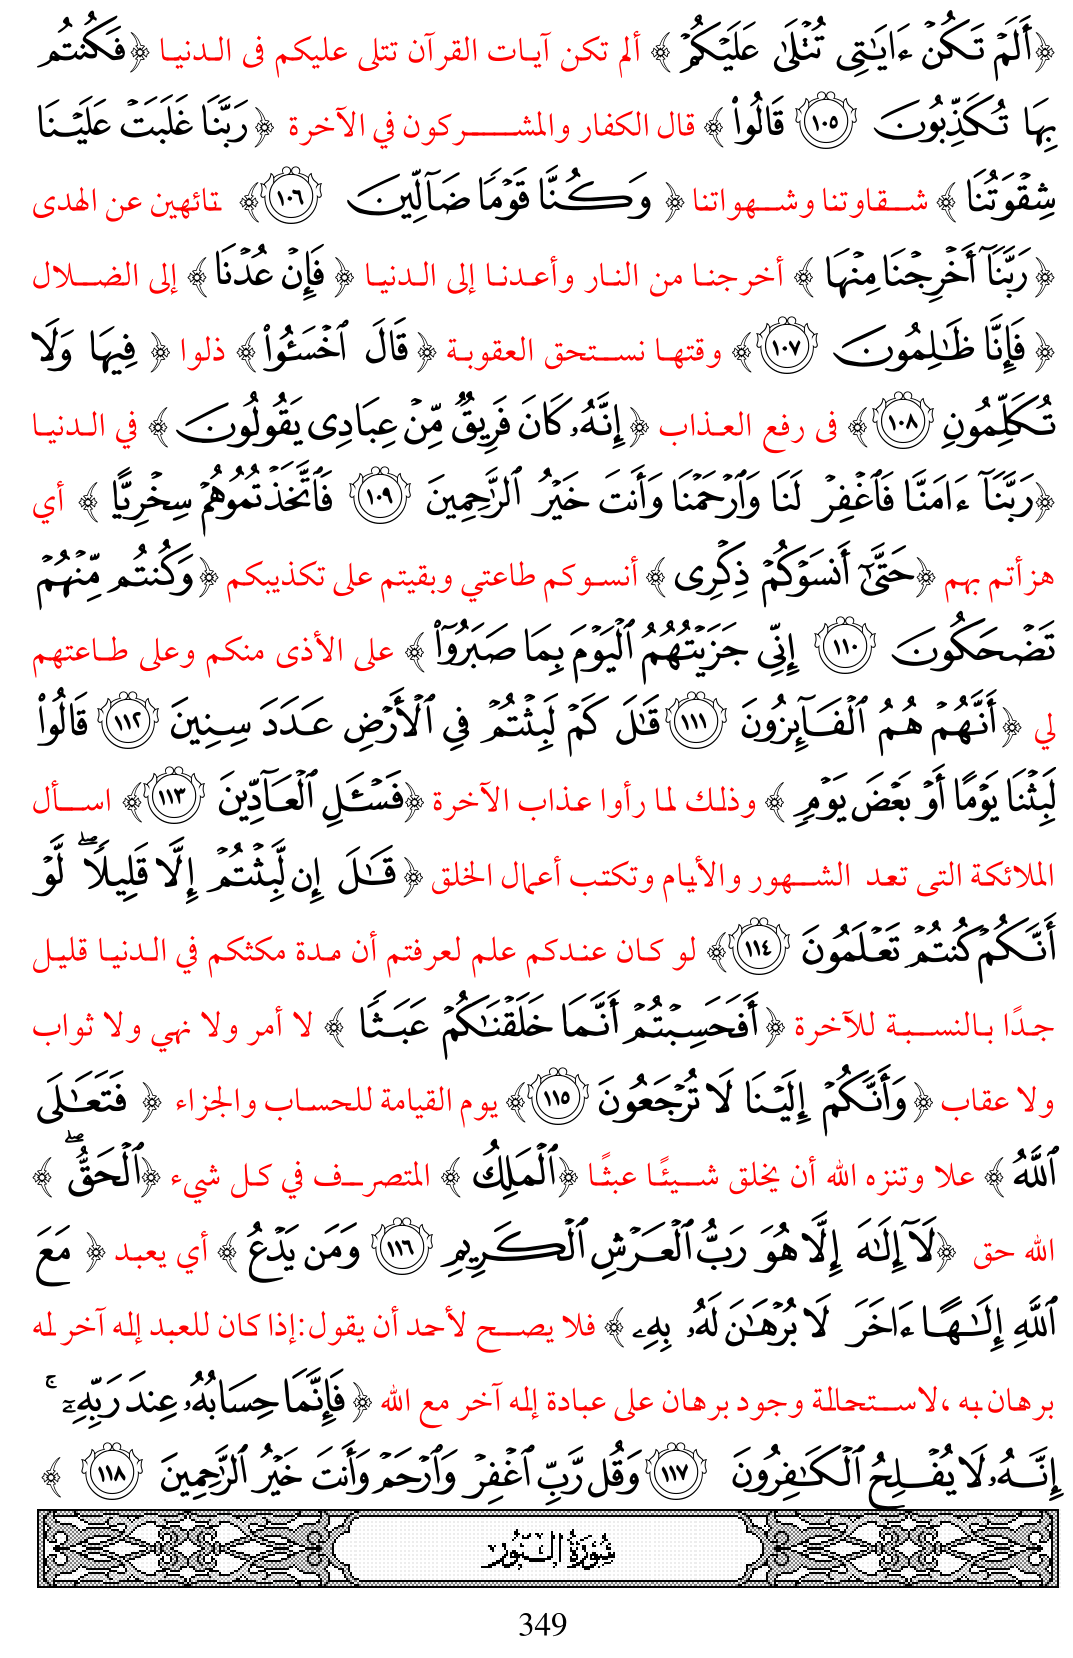 ﴿أَلَمْ تَكُنْ ءَايَٰتِى تُتْلَىٰ عَلَيْكُمْ ﴾ ألم تكن آيات القرآن تتلى عليكم فى الدنيا ﴿فَكُنتُم
بِهَا تُكَذِّبُونَ ١٠٥ قَالُوا۟ ﴾ قال الكفار والمشركون في الآخرة ﴿ رَبَّنَا غَلَبَتْ عَلَيْنَا
شِقْوَتُنَا ﴾ شقاوتنا وشهواتنا ﴿ وَكُنَّا قَوْمًا ضَآلِّينَ ١٠٦﴾ تائهين عن الهدى
﴿ رَبَّنَآ أَخْرِجْنَا مِنْهَا ﴾ أخرجنا من النار وأعدنا إلى الدنيا ﴿ فَإِنْ عُدْنَا﴾ إلى الضلال
﴿ فَإِنَّا ظَٰلِمُونَ ١٠٧﴾ وقتها نستحق العقوبة ﴿ قَالَ ٱخْسَـُٔوا۟ ﴾ ذلوا ﴿ فِيهَا وَلَا
تُكَلِّمُونِ ١٠٨﴾ فى رفع العذاب ﴿ إِنَّهُۥ كَانَ فَرِيقٌ مِّنْ عِبَادِى يَقُولُونَ ﴾ في الدنيا
﴿رَبَّنَآ ءَامَنَّا فَٱغْفِرْ لَنَا وَٱرْحَمْنَا وَأَنتَ خَيْرُ ٱلرَّٰحِمِينَ ١٠٩ فَٱتَّخَذْتُمُوهُمْ سِخْرِيًّا ﴾ أي
هزأتم بهم ﴿حَتَّىٰٓ أَنسَوْكُمْ ذِكْرِى ﴾ أنسوكم طاعتي وبقيتم على تكذيبكم ﴿وَكُنتُم مِّنْهُمْ
تَضْحَكُونَ ١١٠ إِنِّى جَزَيْتُهُمُ ٱلْيَوْمَ بِمَا صَبَرُوٓا۟ ﴾ على الأذى منكم وعلى طاعتهم
لي ﴿ أَنَّهُمْ هُمُ ٱلْفَآئِزُونَ ١١١ قَٰلَ كَمْ لَبِثْتُمْ فِى ٱلْأَرْضِ عَدَدَ سِنِينَ ١١٢ قَالُوا۟
لَبِثْنَا يَوْمًا أَوْ بَعْضَ يَوْمٍ ﴾ وذلك لما رأوا عذاب الآخرة ﴿فَسْـَٔلِ ٱلْعَآدِّينَ ١١٣﴾ اسأل
الملائكة التى تعد الشهور والأيام وتكتب أعمال الخلق ﴿ قَٰلَ إِن لَّبِثْتُمْ إِلَّا قَلِيلًا ۖ لَّوْ
أَنَّكُمْ كُنتُمْ تَعْلَمُونَ ١١٤﴾ لو كان عندكم علم لعرفتم أن مدة مكثكم في الدنيا قليل
جدًا بالنسبة للآخرة ﴿ أَفَحَسِبْتُمْ أَنَّمَا خَلَقْنَٰكُمْ عَبَثًا ﴾ لا أمر ولا نهي ولا ثواب
ولا عقاب ﴿ وَأَنَّكُمْ إِلَيْنَا لَا تُرْجَعُونَ ١١٥﴾ يوم القيامة للحساب والجزاء ﴿ فَتَعَٰلَى
ٱللَّهُ ﴾ علا وتنزه الله أن يخلق شيئًا عبثًا ﴿ٱلْمَلِكُ ﴾ المتصرف في كل شيء ﴿ٱلْحَقُّ ۖ ﴾
الله حق ﴿لَآ إِلَٰهَ إِلَّا هُوَ رَبُّ ٱلْعَرْشِ ٱلْكَرِيمِ ١١٦ وَمَن يَدْعُ ﴾ أي يعبد ﴿ مَعَ
ٱللَّهِ إِلَٰهًا ءَاخَرَ لَا بُرْهَٰنَ لَهُۥ بِهِۦ ﴾ فلا يصح لأحد أن يقول:إذا كان للعبد إله آخر له
برهان به ،لاستحالة وجود برهان على عبادة إله آخر مع الله ﴿ فَإِنَّمَا حِسَابُهُۥ عِندَ رَبِّهِۦٓ ۚ
إِنَّهُۥ لَا يُفْلِحُ ٱلْكَٰفِرُونَ ١١٧ وَقُل رَّبِّ ٱغْفِرْ وَٱرْحَمْ وَأَنتَ خَيْرُ ٱلرَّٰحِمِينَ ١١٨ ﴾
سُورَةُ النُّورِ
349